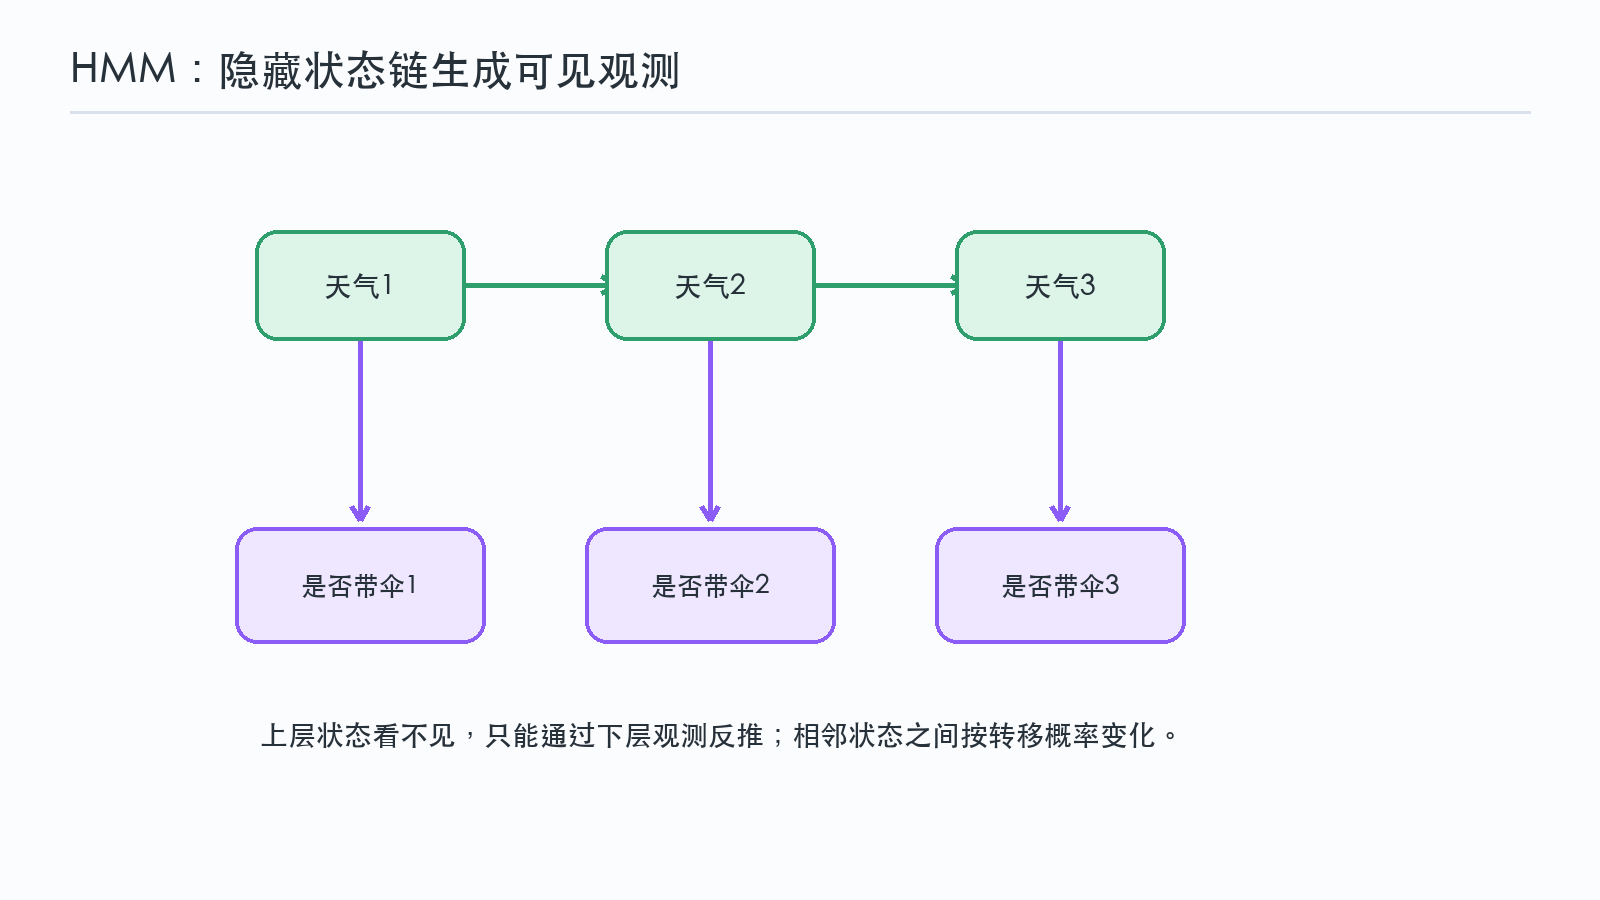 HMM：隐藏状态链生成可见观测
天气1
天气2
天气3
是否带伞1
是否带伞2
是否带伞3
上层状态看不见，只能通过下层观测反推；相邻状态之间按转移概率变化。